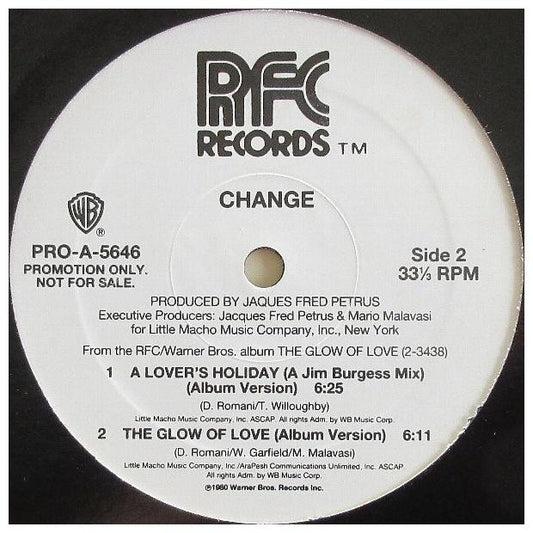 RFC
RECORDS TM
CHANGE
WB
®
PRO-A-5646
PROMOTION ONLY.
NOT FOR SALE.
Side 2
33⅓ RPM
PRODUCED BY JAQUES FRED PETRUS
Executive Producers: Jacques Fred Petrus & Mario Malavasi
for Little Macho Music Company, Inc., New York
From the RFC/Warner Bros. album THE GLOW OF LOVE (2-3438)
1 A LOVER'S HOLIDAY (A Jim Burgess Mix)
(Album Version) 6:25
(D. Romani/T. Willoughby)
Little Macho Music Company, Inc. ASCAP. All rights Adm. by WB Music Corp.
2 THE GLOW OF LOVE (Album Version) 6:11
(D. Romani/W. Garfield/M. Malavasi)
Little Macho Music Company, Inc /AraPesh Communications Unlimited, Inc. ASCAP
All rights Adm. by WB Music Corp.
℗1980 Warner Bros. Records Inc.